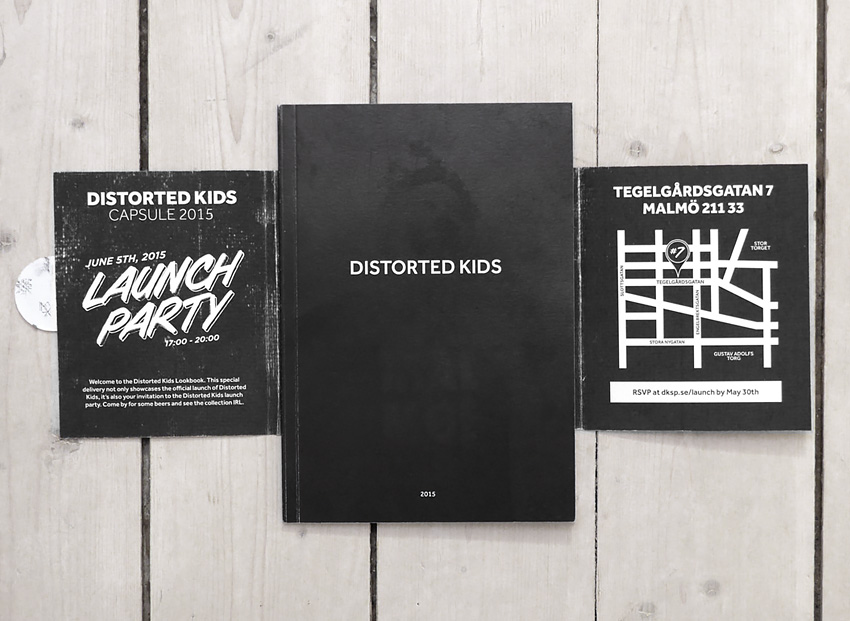 DISTORTED KIDS
CAPSULE 2015
JUNE 5TH, 2015
LAUNCH
PARTY
17:00 - 20:00
Welcome to the Distorted Kids Lookbook. This special
delivery not only showcases the official launch of Distorted
Kids, it's also your invitation to the Distorted Kids launch
party. Come by for some beers and see the collection IRL.
DISTORTED KIDS
2015
TEGELGÅRDSGATAN 7
MALMÖ 211 33
#7
STOR
TORGET
SLOTTSGATAN
TEGELGÅRDSGATAN
ENGELBREKTSGATAN
STORA NYGATAN
GUSTAV ADOLFS
TORG
RSVP at dksp.se/launch by May 30th